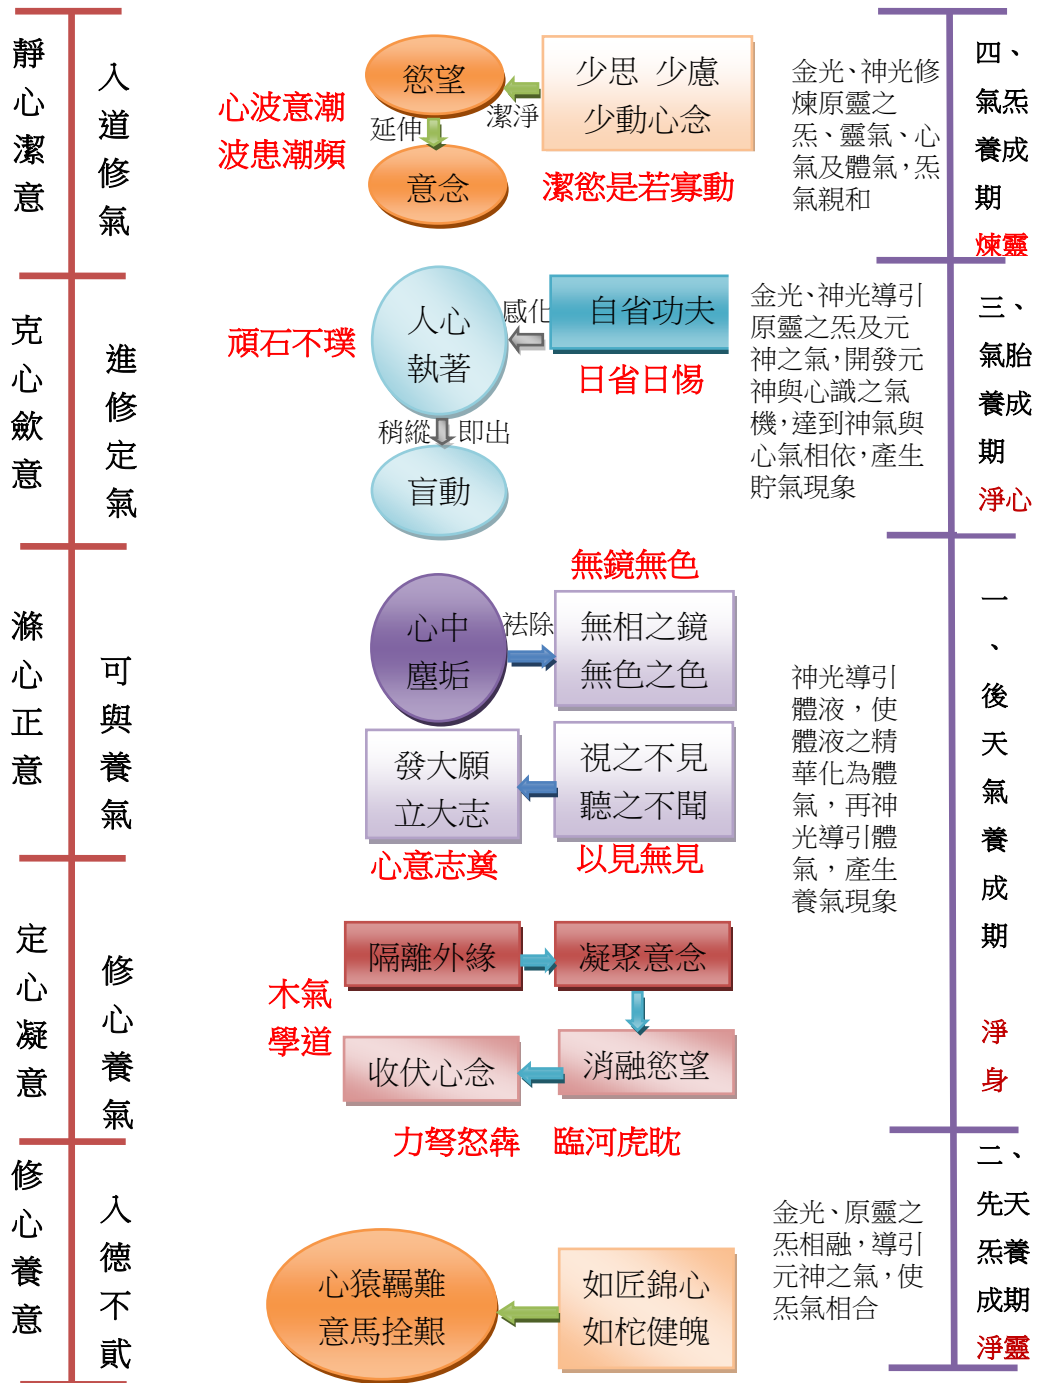 靜心潔意
入道修氣
心波意潮
波患潮頻
慾望
延伸
意念
潔淨
少思 少慮
少動心念
潔慾是若寡動
金光、神光修
煉原靈之
炁、靈氣、心
氣及體氣，炁
氣親和
四、
氣炁
養成
期
煉靈
克心歛意
進修定氣
頑石不璞
人心
執著
感化
自省功夫
日省日惕
稍縱 即出
盲動
金光、神光導引
原靈之炁及元
神之氣，開發元
神與心識之氣
機，達到神氣與
心氣相依，產生
貯氣現象
三、
氣胎
養成
期
淨心
滌心正意
可與養氣
無鏡無色
心中
塵垢
袪除
無相之鏡
無色之色
發大願
立大志
視之不見
聽之不聞
心意志奠
以見無見
神光導引
體液，使
體液之精
華化為體
氣，再神
光導引體
氣，產生
養氣現象
一、後天氣養成期
淨身
定心凝意
修心養氣
木氣
學道
隔離外緣
凝聚意念
收伏心念
消融慾望
力弩怒犇
臨河虎眈
修心養意
入德不貳
心猿羈難
意馬拴艱
如匠錦心
如柁健魄
金光、原靈之
炁相融，導引
元神之氣，使
炁氣相合
二、
先天
炁養
成期
淨靈